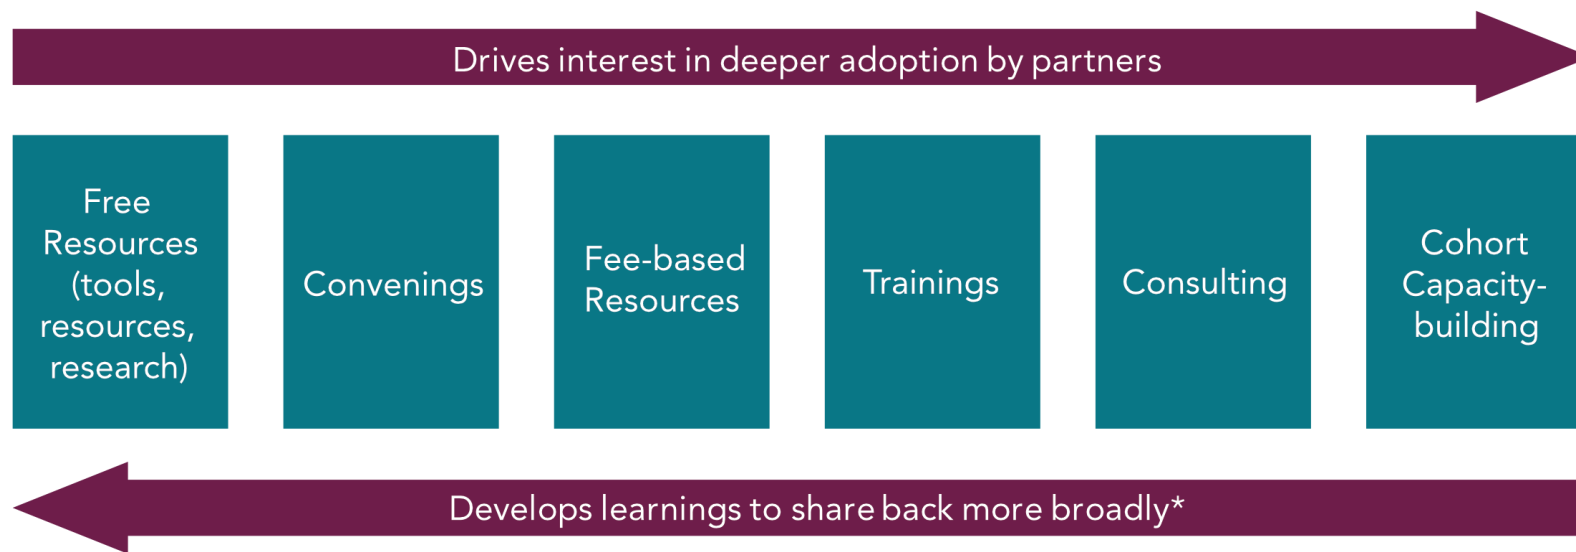 Drives interest in deeper adoption by partners
Free
Resources
(tools,
resources,
research)
Convenings
Fee-based
Resources
Trainings
Consulting
Cohort
Capacity-
building
Develops learnings to share back more broadly*